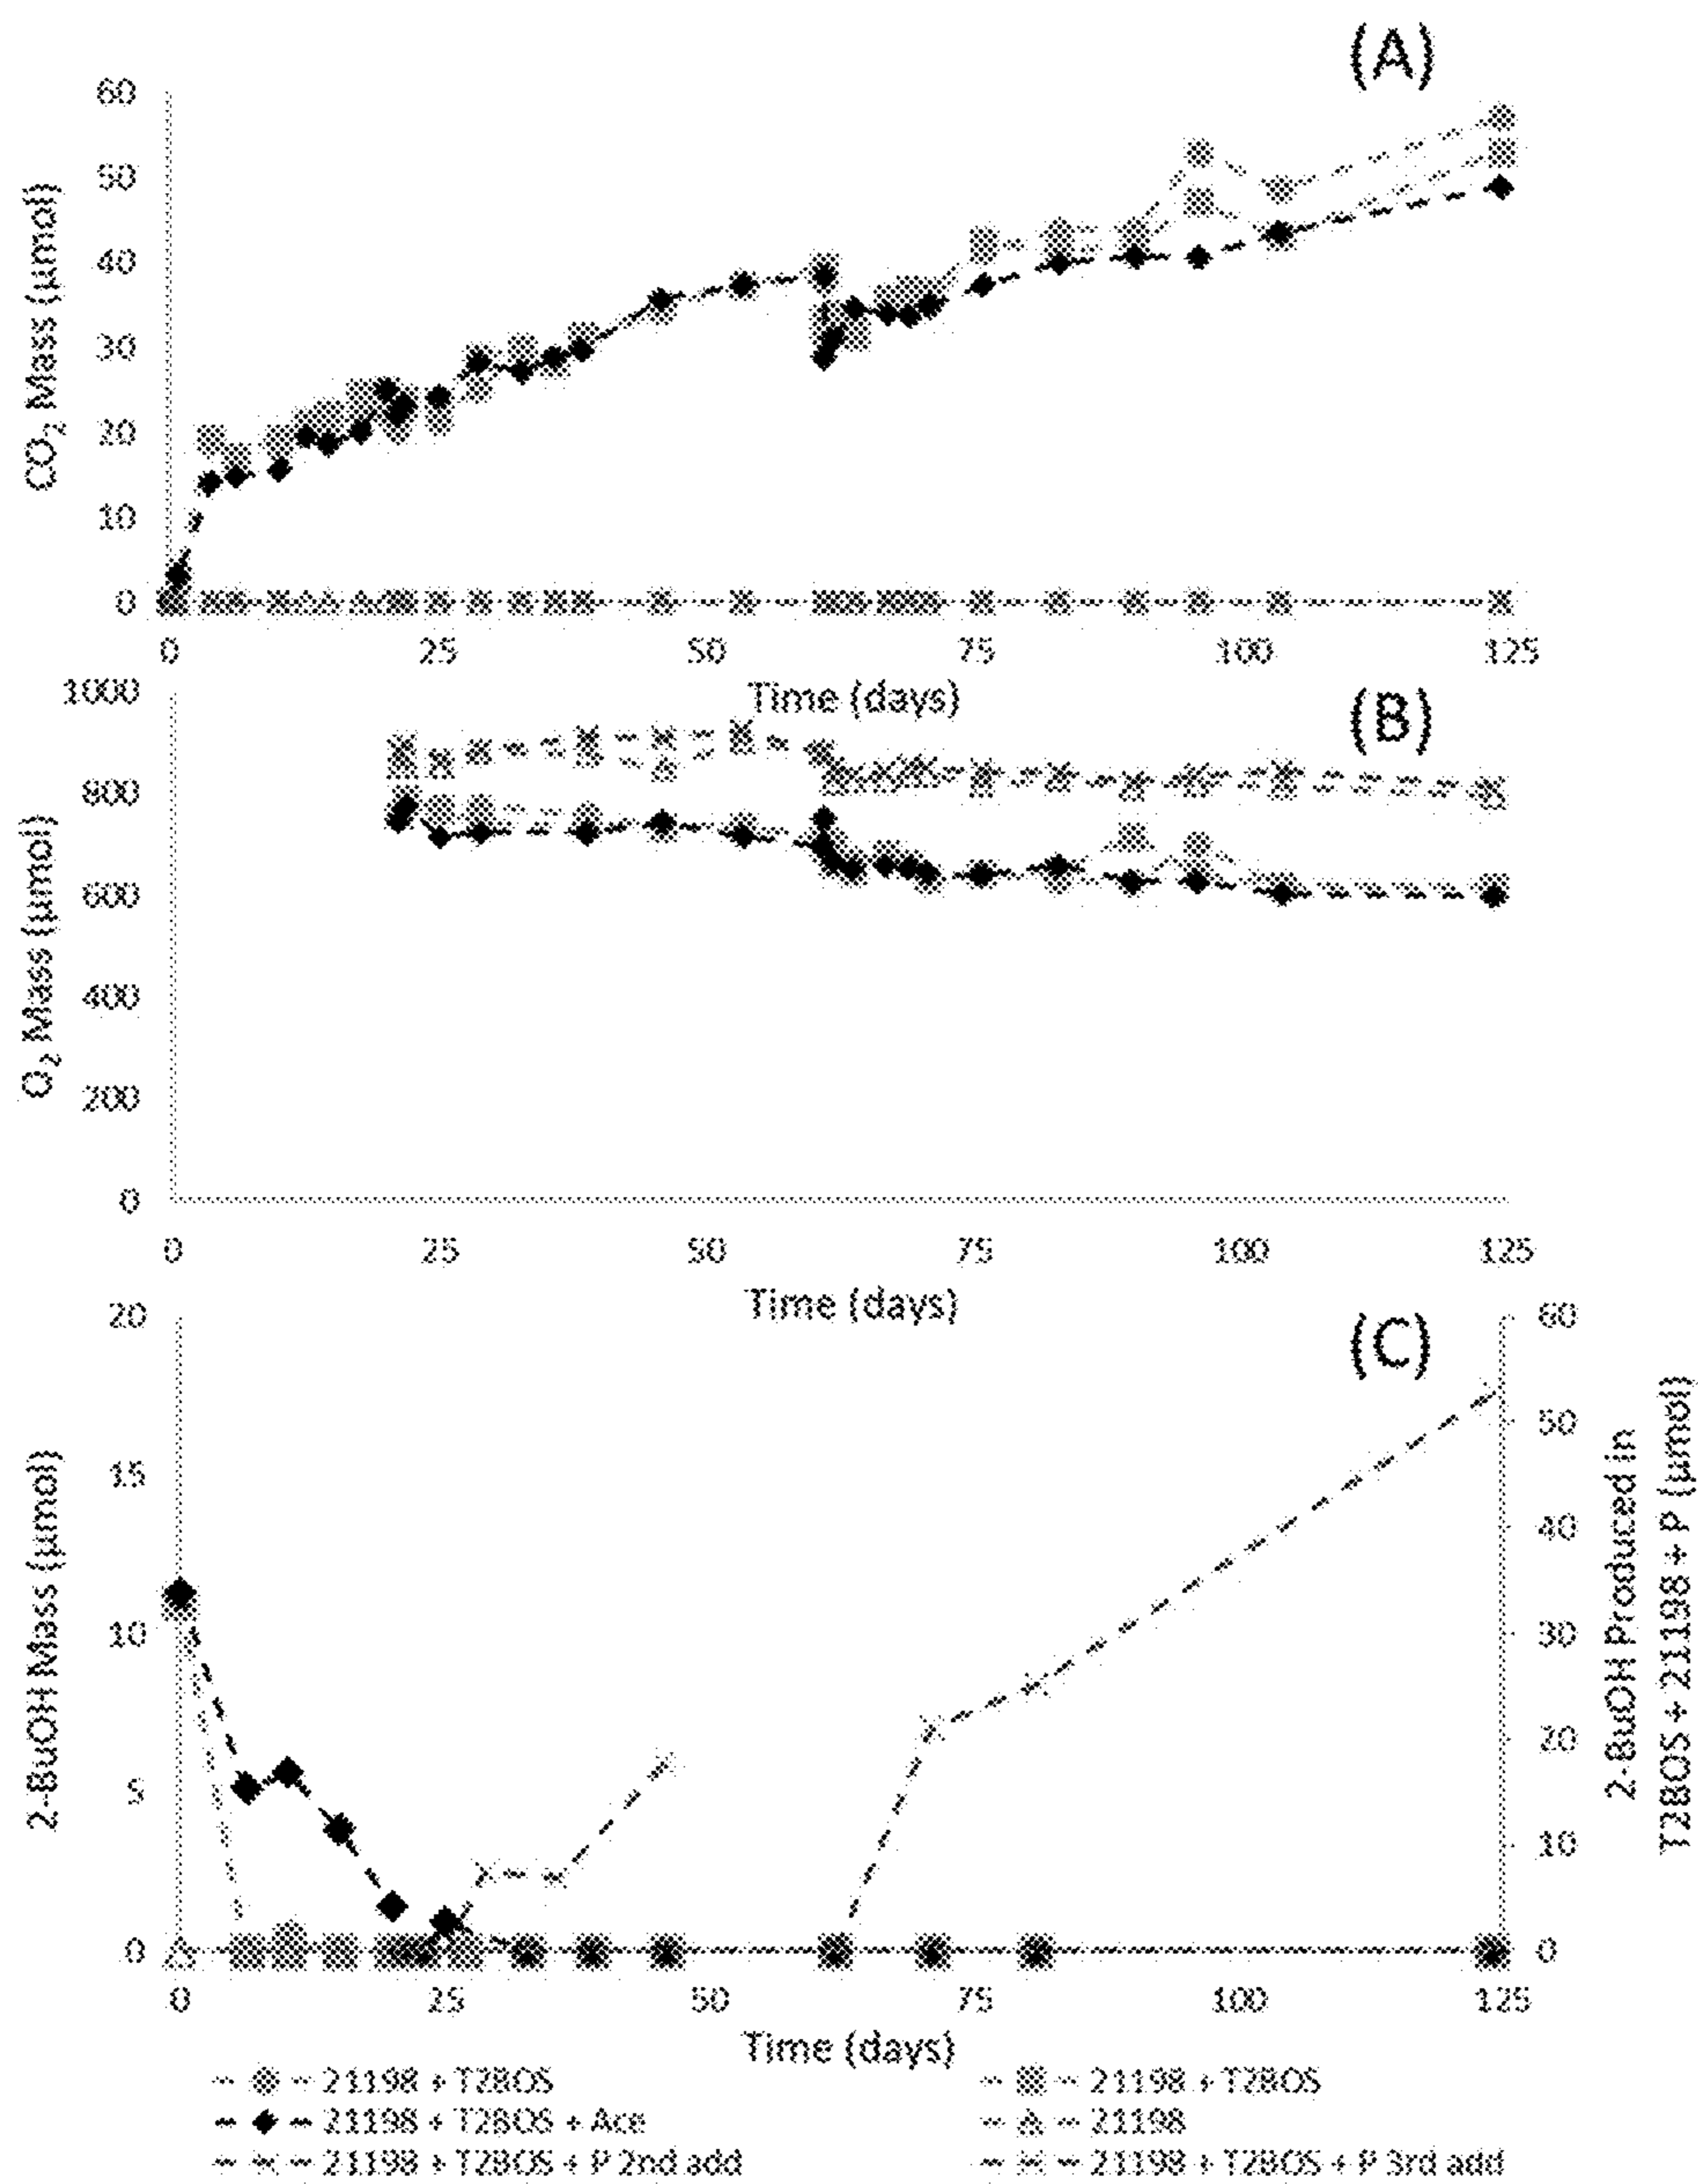 (A)
60
50
40
30
20
10
0
CO2 Mass (µmol)
0 25 50 75 100 125
Time (days)
(B)
1000
800
600
400
200
0
O2 Mass (µmol)
0 25 50 75 100 125
Time (days)
(C)
20
15
10
5
0
2-BuOH Mass (µmol)
60
50
40
30
20
10
0
2-BuOH Produced in
T2BOS + 21198 + P (µmol)
0 25 50 75 100 125
Time (days)
21198 + T2BOS 21198 + T2BOS
21198 + T2BOS + Ace 21198
21198 + T2BOS + P 2nd add 21198 + T2BOS + P 3rd add